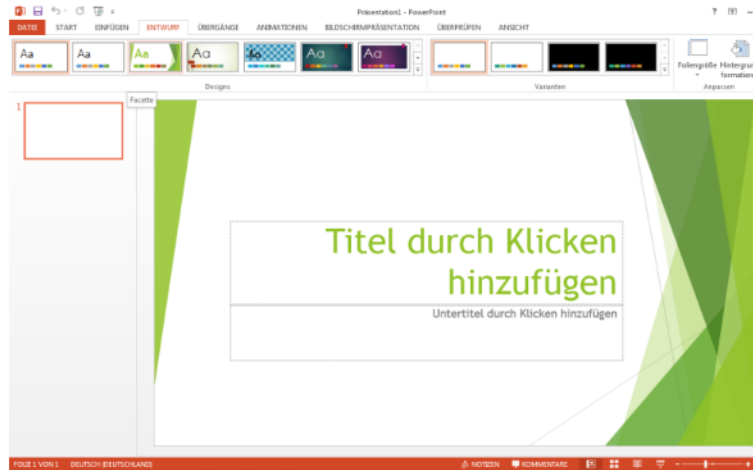 Präsentation1 - PowerPoint
?
DATEI START EINFÜGEN ENTWURF ÜBERGÄNGE ANIMATIONEN BILDSCHIRMPRÄSENTATION ÜBERPRÜFEN ANSICHT
Aa Aa Aa Aa Aa Aa Aa
Foliengröße Hintergrun
formatiere
Designs Varianten Anpassen
Facette
1
Titel durch Klicken
hinzufügen
Untertitel durch Klicken hinzufügen
FOLIE 1 VON 1 DEUTSCH (DEUTSCHLAND) NOTIZEN KOMMENTARE